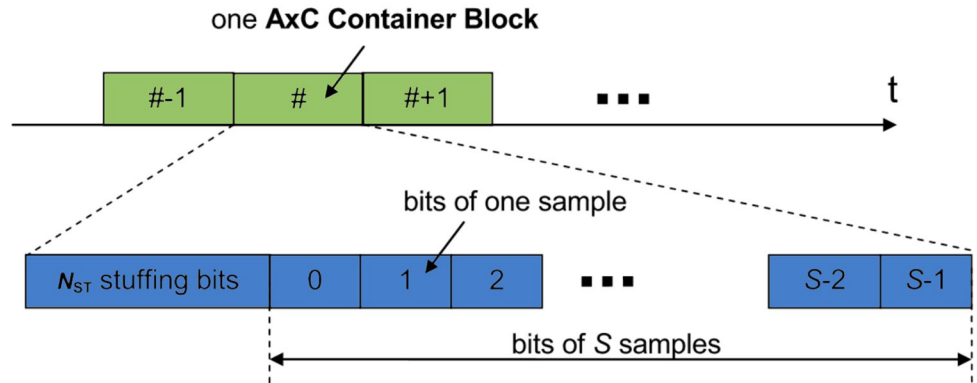 one AxC Container Block
#-1 # #+1 ... t
bits of one sample
NST stuffing bits 0 1 2 ... S-2 S-1
bits of S samples